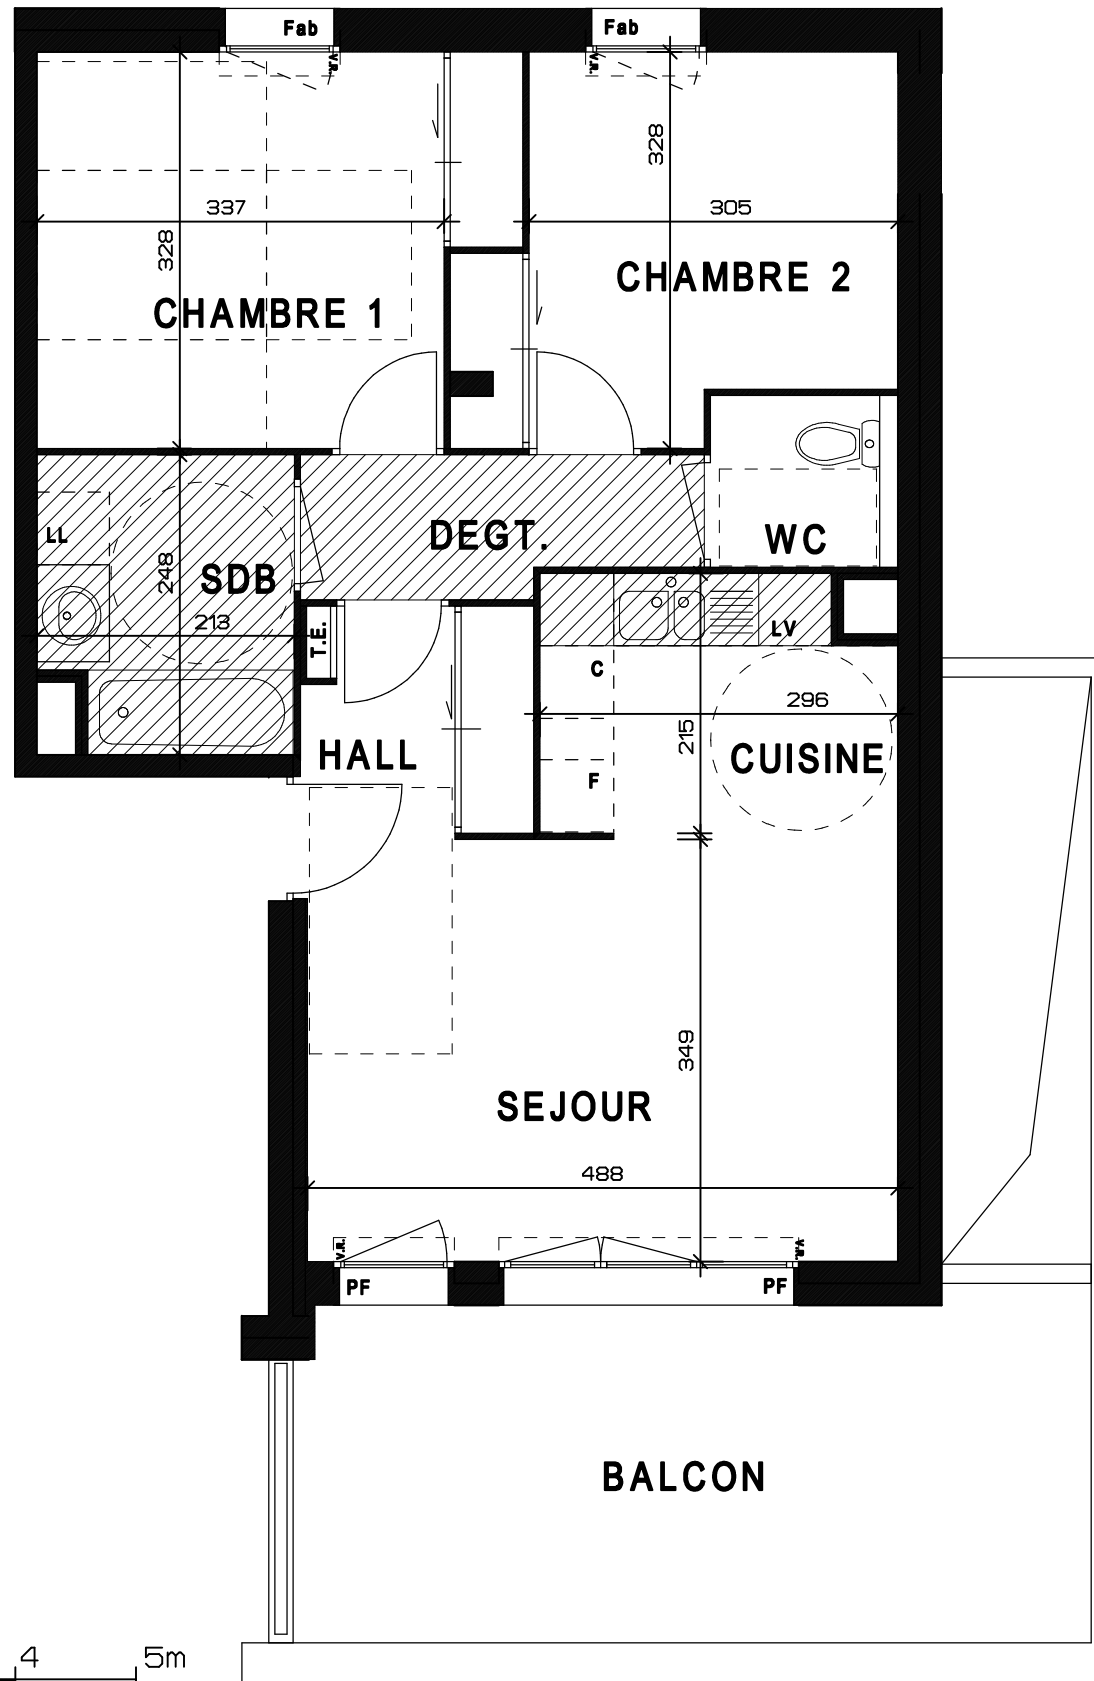 Fab
Fab
V.R.
V.R.
328
337
305
328
CHAMBRE 1
CHAMBRE 2
LL
248
SDB
213
DEGT.
WC
T.E.
LV
C
296
215
HALL
CUISINE
F
349
SEJOUR
488
V.R.
V.R.
PF
PF
BALCON
4 5m